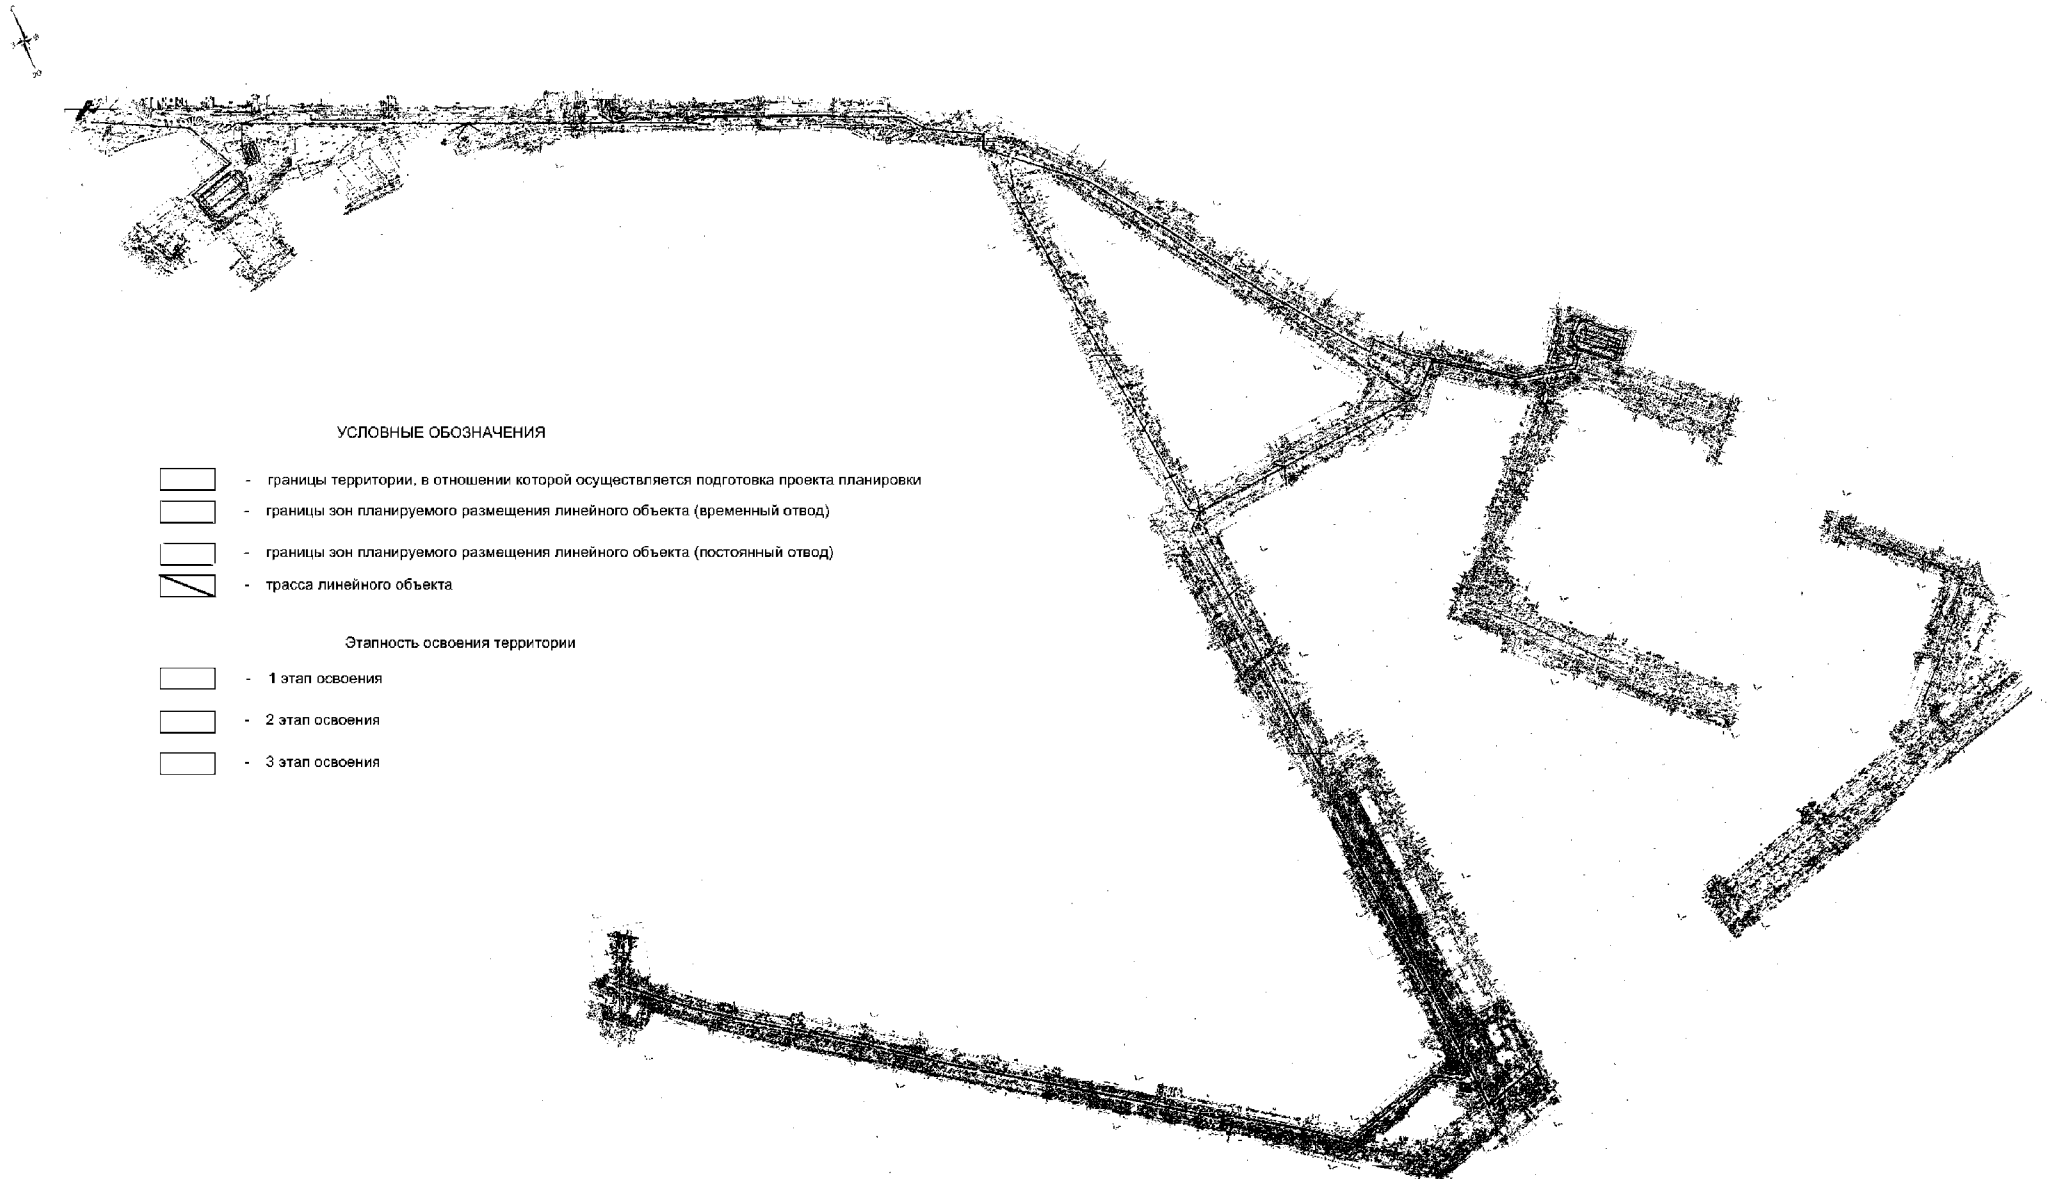 УСЛОВНЫЕ ОБОЗНАЧЕНИЯ
- границы территории, в отношении которой осуществляется подготовка проекта планировки
- границы зон планируемого размещения линейного объекта (временный отвод)
- границы зон планируемого размещения линейного объекта (постоянный отвод)
- трасса линейного объекта
Этапность освоения территории
- 1 этап освоения
- 2 этап освоения
- 3 этап освоения